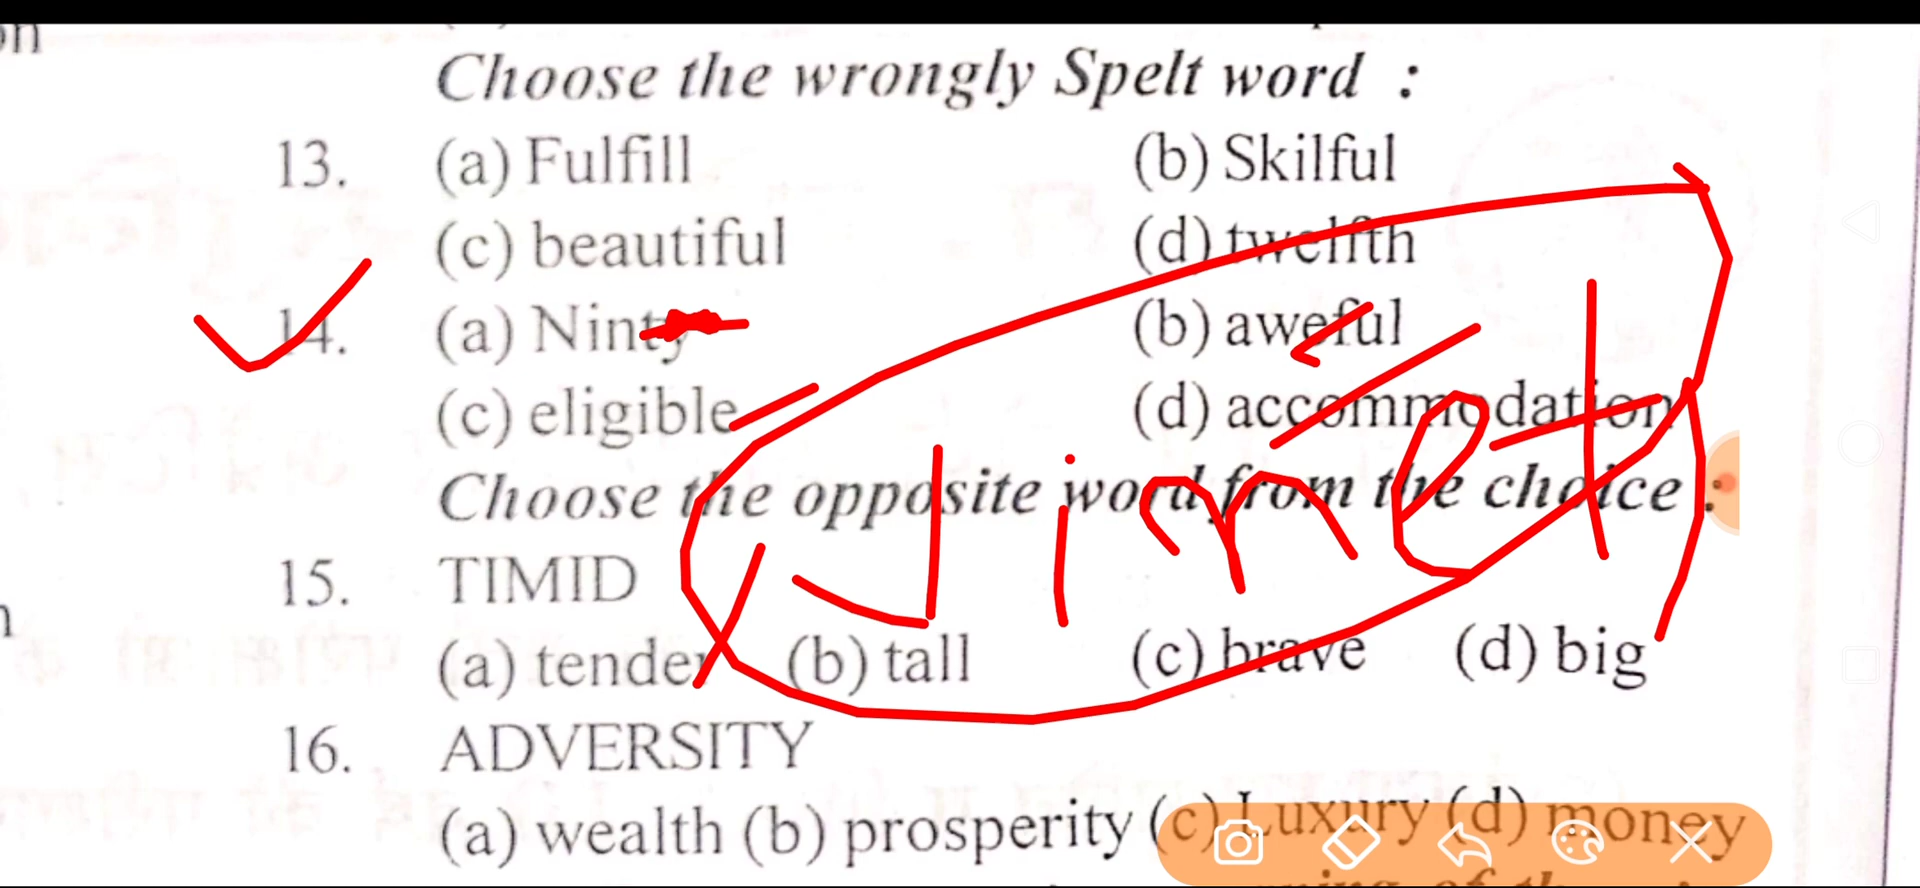 on
Choose the wrongly Spelt word :
13. (a) Fulfill (b) Skilful
(c) beautiful (d) twelfth
14. (a) Ninty (b) aweful
(c) eligible (d) accommodation
Choose the opposite word from the choice :
15. TIMID
(a) tender (b) tall (c) brave (d) big
16. ADVERSITY
(a) wealth (b) prosperity (c) Luxury (d) money